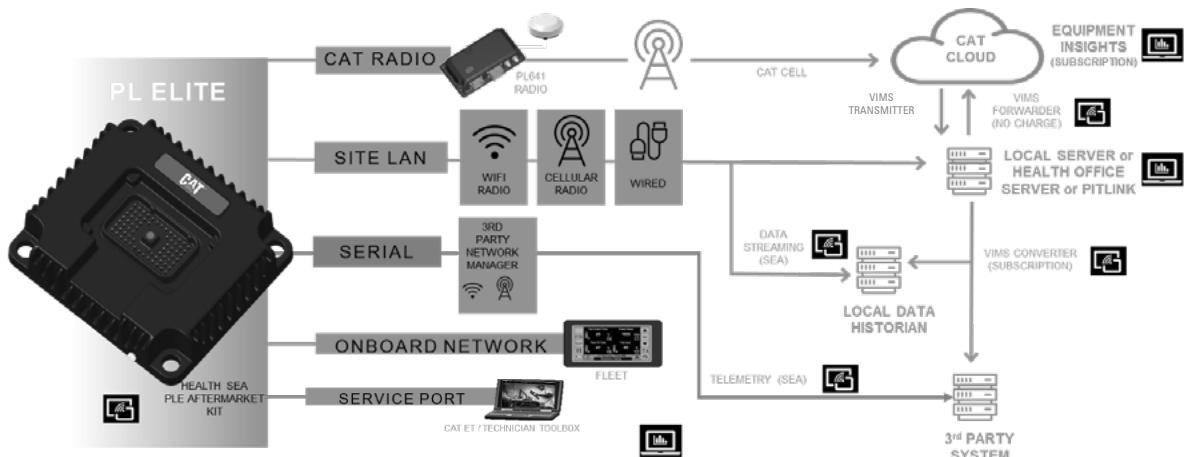 PL ELITE
CAT
HEALTH SEA
PLE AFTERMARKET
KIT
CAT RADIO
PL641
RADIO
CAT CELL
CAT
CLOUD
EQUIPMENT
INSIGHTS
(SUBSCRIPTION)
VIMS
TRANSMITTER
VIMS
FORWARDER
(NO CHARGE)
SITE LAN
WIFI
RADIO
CELLULAR
RADIO
WIRED
LOCAL SERVER or
HEALTH OFFICE
SERVER or PITLINK
SERIAL
3RD
PARTY
NETWORK
MANAGER
DATA
STREAMING
(SEA)
VIMS CONVERTER
(SUBSCRIPTION)
LOCAL DATA
HISTORIAN
ONBOARD NETWORK
FLEET
TELEMETRY (SEA)
SERVICE PORT
CAT ET / TECHNICIAN TOOLBOX
3rd PARTY
SYSTEM